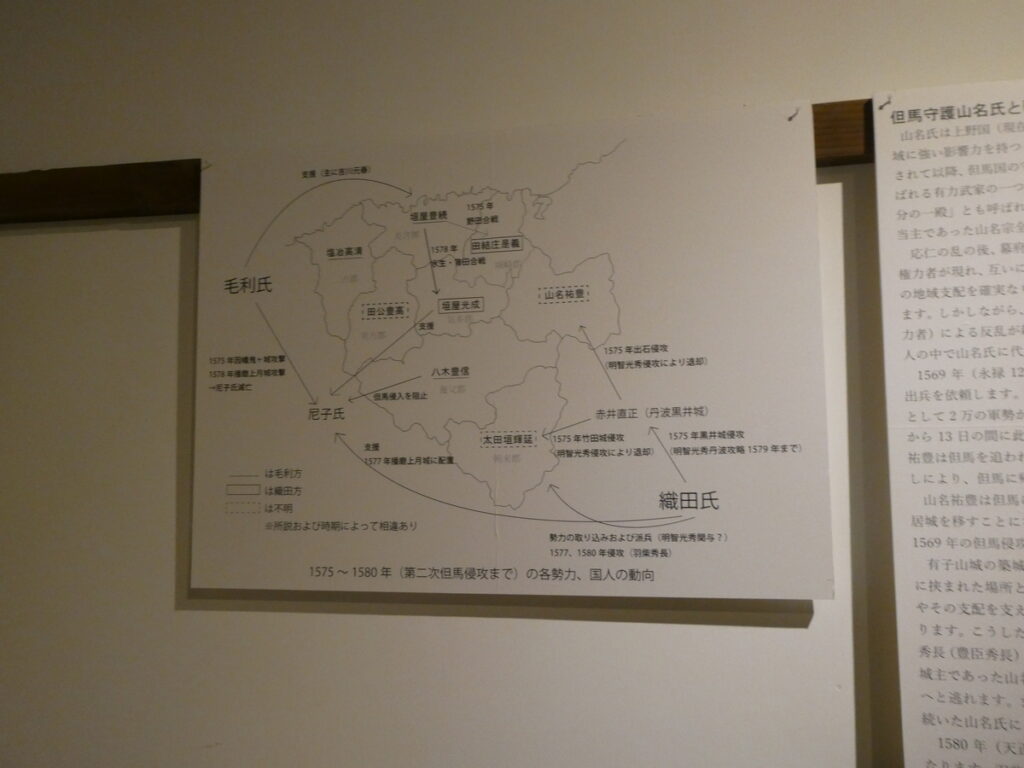 支援（主に吉川元春）
1575年
野田合戦
垣屋豊続
美含郡
田結庄是義
塩冶高清
1578年
水生・蒲田合戦
毛利氏
山名祐豊
田公豊高
垣屋光成
支援
1575年出石侵攻
（明智光秀侵攻により退却）
1575年因幡鬼ヶ城攻撃
1578年播磨上月城攻撃
→尼子氏滅亡
八木豊信
養父郡
但馬侵入を阻止
尼子氏
赤井直正（丹波黒井城）
太田垣輝延
朝来郡
1575年竹田城侵攻
（明智光秀侵攻により退却）
1575年黒井城侵攻
（明智光秀丹波攻略1579年まで）
支援
1577年播磨上月城に配置
織田氏
は毛利方
は織田方
は不明
※所説および時期によって相違あり
勢力の取り込みおよび派兵（明智光秀関与？）
1577、1580年侵攻（羽柴秀長）
1575～1580年（第二次但馬侵攻まで）の各勢力、国人の動向
但馬守護山名氏と
山名氏は上野国（現在
域に強い影響力を持つ
されて以降、但馬国の
ばれる有力武家の一つ
分の一殿」とも呼ばれ
当主であった山名宗全
応仁の乱の後、幕府
権力者が現れ、互いに
の地域支配を確実な
ます。しかしながら、
力者）による反乱が
人の中で山名氏に代
1569年（永禄12
出兵を依頼します。
として2万の軍勢が
から13日の間に此
祐豊は但馬を追われ
しにより、但馬に
山名祐豊は但馬
居城を移すことに
1569年の但馬侵攻
有子山城の築城
に挟まれた場所と
やその支配を支え
ります。こうした
秀長（豊臣秀長）
城主であった山名
へと逃れます。
続いた山名氏に
1580年（天正